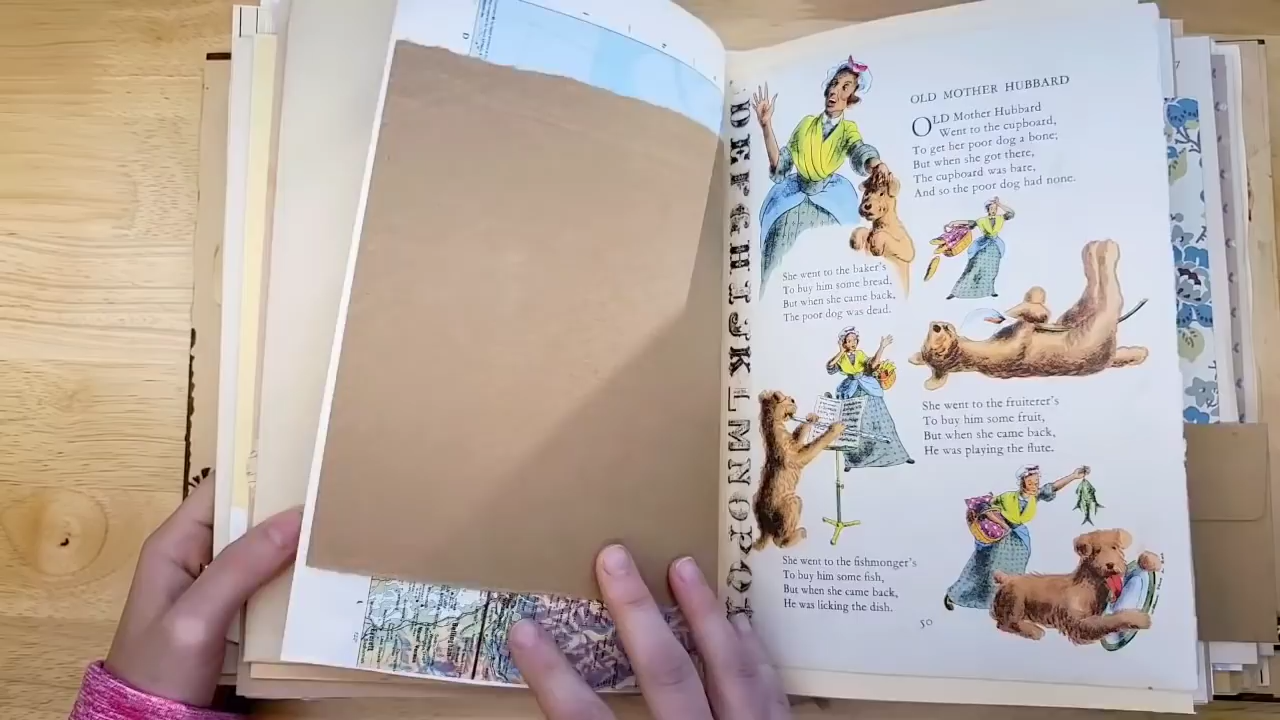 OLD MOTHER HUBBARD
OLD Mother Hubbard
Went to the cupboard,
To get her poor dog a bone;
But when she got there,
The cupboard was bare,
And so the poor dog had none.
She went to the baker's
To buy him some bread,
But when she came back,
The poor dog was dead.
She went to the fruiterer's
To buy him some fruit,
But when she came back,
He was playing the flute.
She went to the fishmonger's
To buy him some fish,
But when she came back,
He was licking the dish.
50
D E F G H I J K L M N O P Q